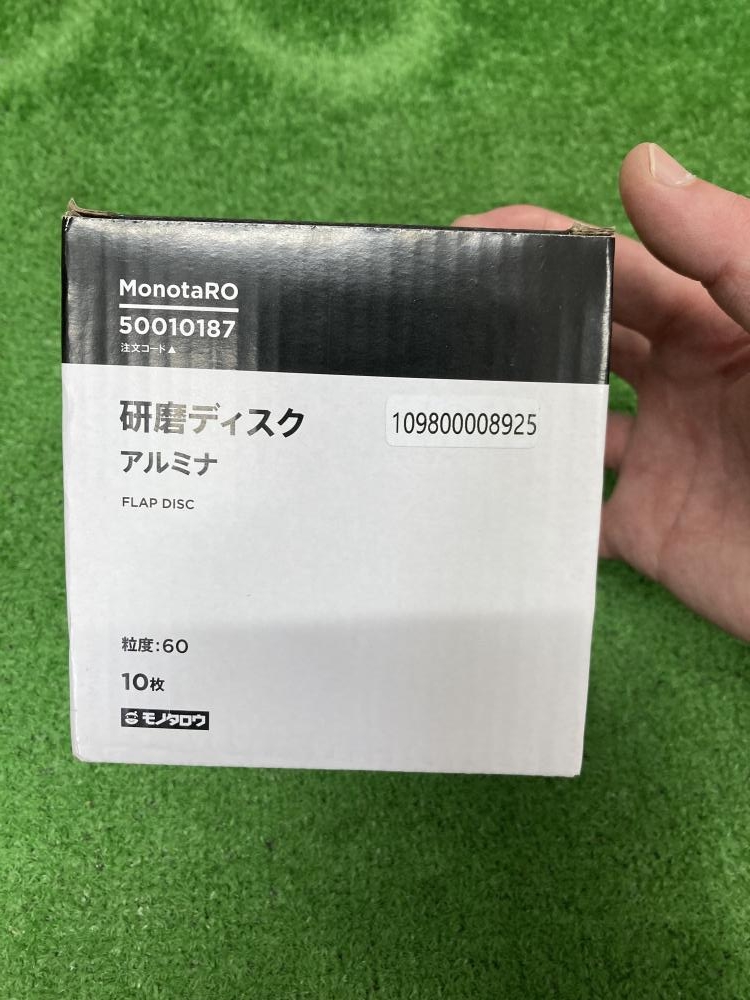 MonotaRO
50010187
注文コード▲
研磨ディスク
109800008925
アルミナ
FLAP DISC
粒度:60
10枚
モノタロウ